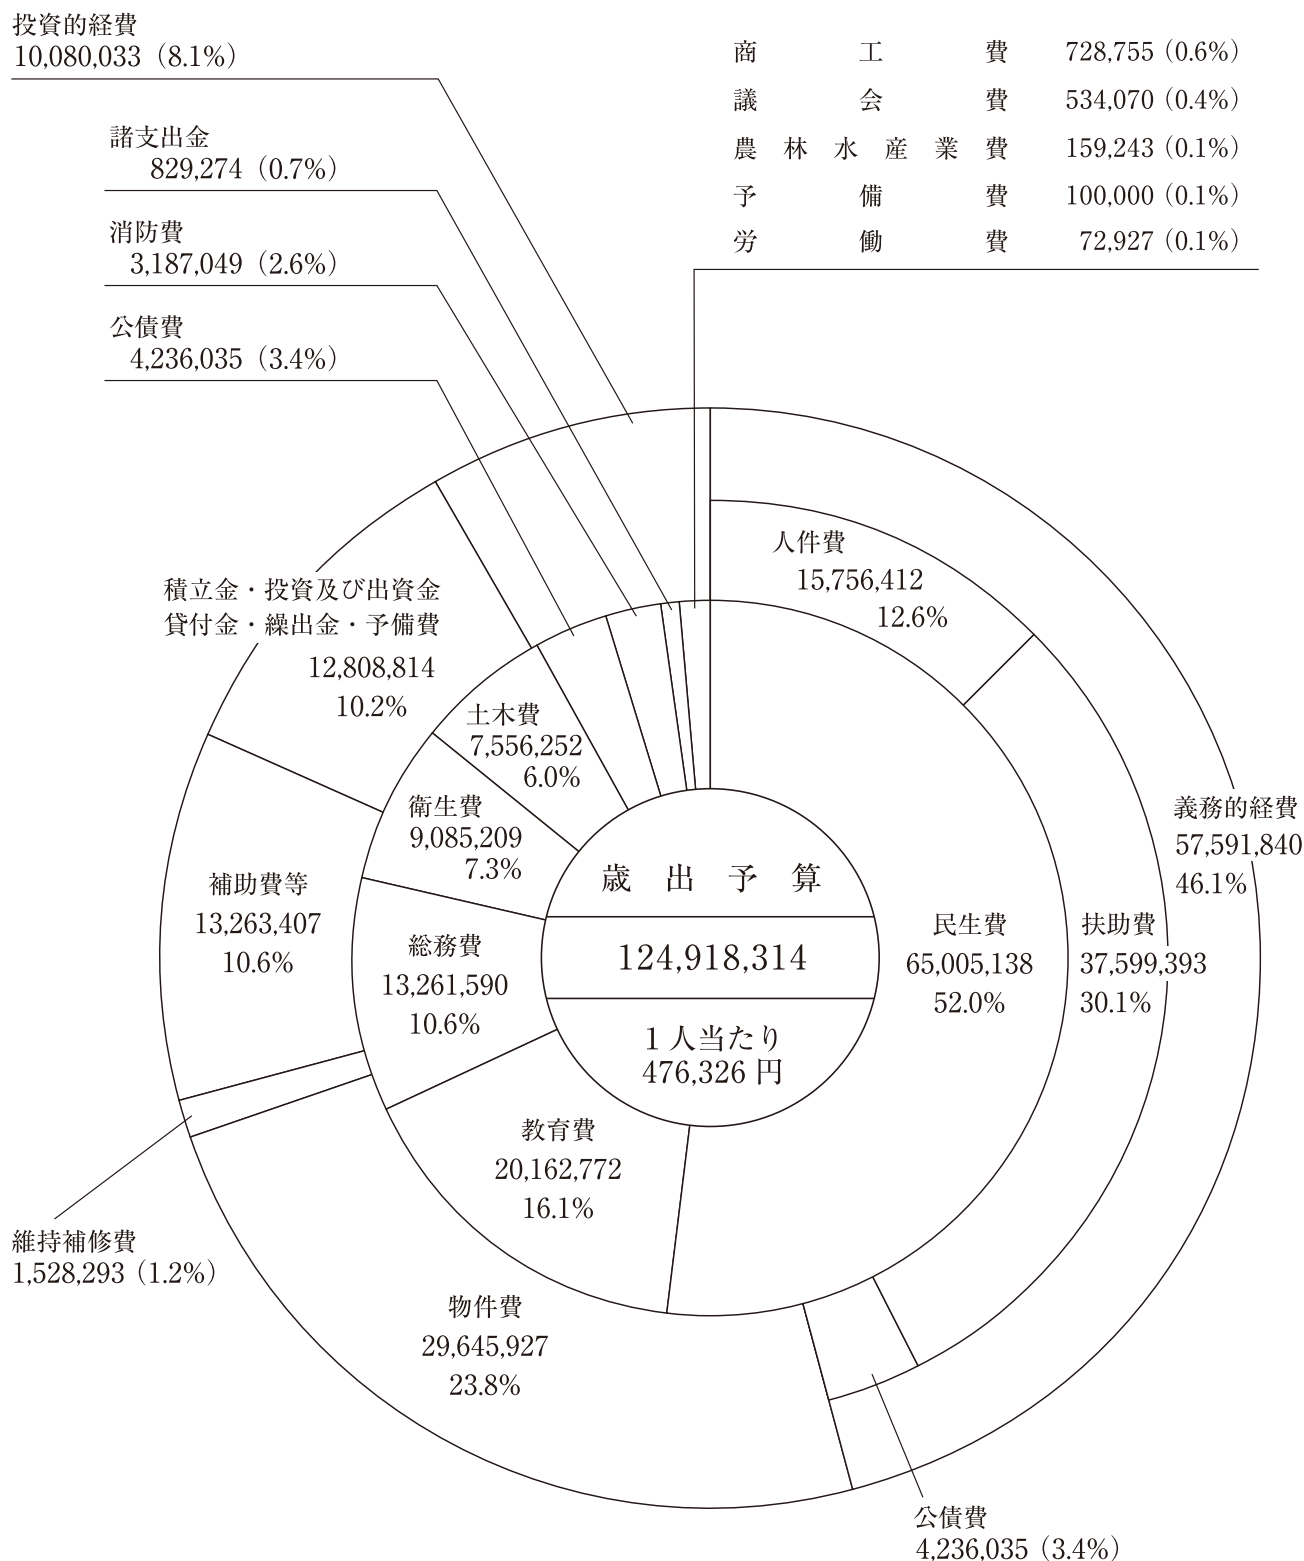 投資的経費
10,080,033（8.1%）
諸支出金
829,274（0.7%）
消防費
3,187,049（2.6%）
公債費
4,236,035（3.4%）
商工費 728,755（0.6%）
議会費 534,070（0.4%）
農林水産業費 159,243（0.1%）
予備費 100,000（0.1%）
労働費 72,927（0.1%）
人件費
15,756,412
12.6%
積立金・投資及び出資金
貸付金・繰出金・予備費
12,808,814
10.2%
土木費
7,556,252
6.0%
衛生費
9,085,209
7.3%
義務的経費
57,591,840
46.1%
補助費等
13,263,407
10.6%
総務費
13,261,590
10.6%
歳出予算
124,918,314
1人当たり
476,326円
民生費
65,005,138
52.0%
扶助費
37,599,393
30.1%
教育費
20,162,772
16.1%
維持補修費
1,528,293（1.2%）
物件費
29,645,927
23.8%
公債費
4,236,035（3.4%）